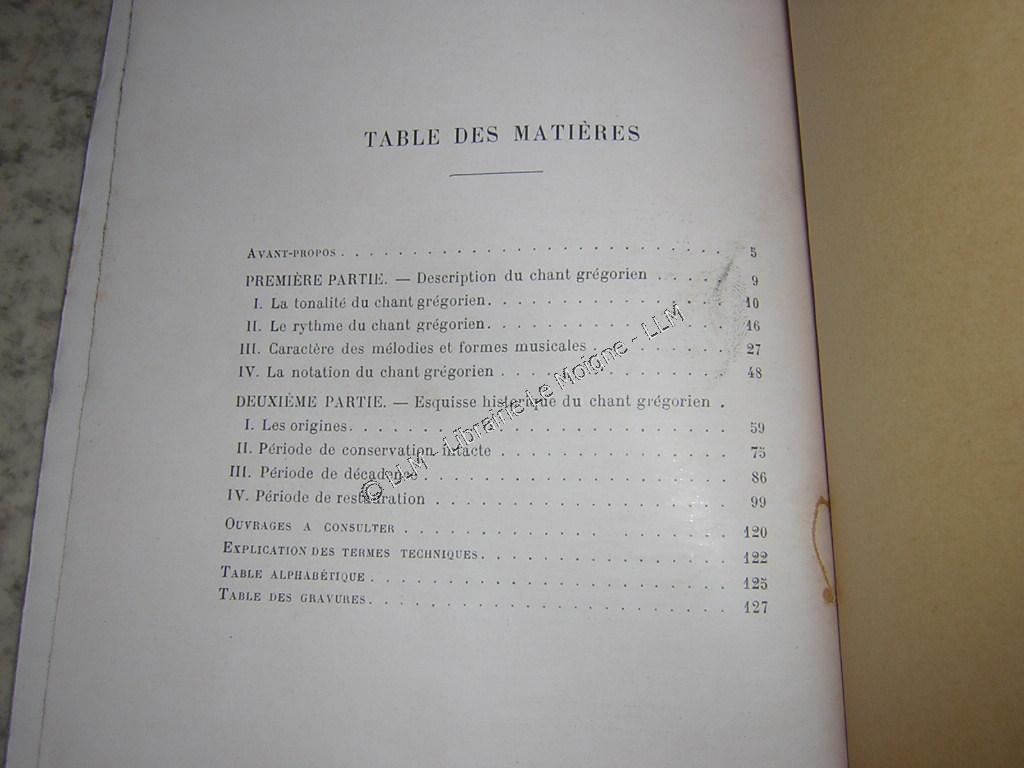 TABLE DES MATIÈRES
AVANT-PROPOS . . . . . . . . . . . . . . . . . . . . . . . . 5
PREMIÈRE PARTIE. — Description du chant grégorien . . . . . 9
I. La tonalité du chant grégorien. . . . . . . . . . . . . . . . 10
II. Le rythme du chant grégorien. . . . . . . . . . . . . . . . 16
III. Caractère des mélodies et formes musicales . . . . . . . . . 27
IV. La notation du chant grégorien . . . . . . . . . . . . . . . 48
DEUXIÈME PARTIE. — Esquisse historique du chant grégorien .
I. Les origines. . . . . . . . . . . . . . . . . . . . . . . . 59
II. Période de conservation intacte . . . . . . . . . . . . . . . 75
III. Période de décadence. . . . . . . . . . . . . . . . . . . . 86
IV. Période de restauration . . . . . . . . . . . . . . . . . . . 99
OUVRAGES A CONSULTER . . . . . . . . . . . . . . . . . . . . 120
EXPLICATION DES TERMES TECHNIQUES. . . . . . . . . . . . . . . . 122
TABLE ALPHABÉTIQUE . . . . . . . . . . . . . . . . . . . . . . 125
TABLE DES GRAVURES. . . . . . . . . . . . . . . . . . . . . . . 127
© LLM - Librairie Le Moigne - LLM